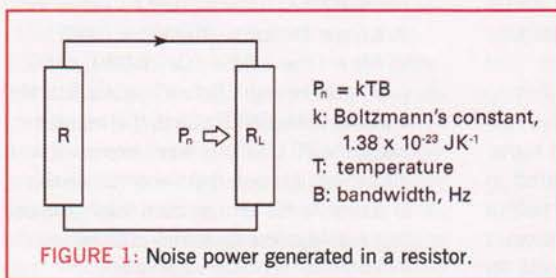 R
Pₙ
R_L
Pₙ = kTB
k: Boltzmann's constant,
1.38 x 10⁻²³ JK⁻¹
T: temperature
B: bandwidth, Hz
FIGURE 1: Noise power generated in a resistor.